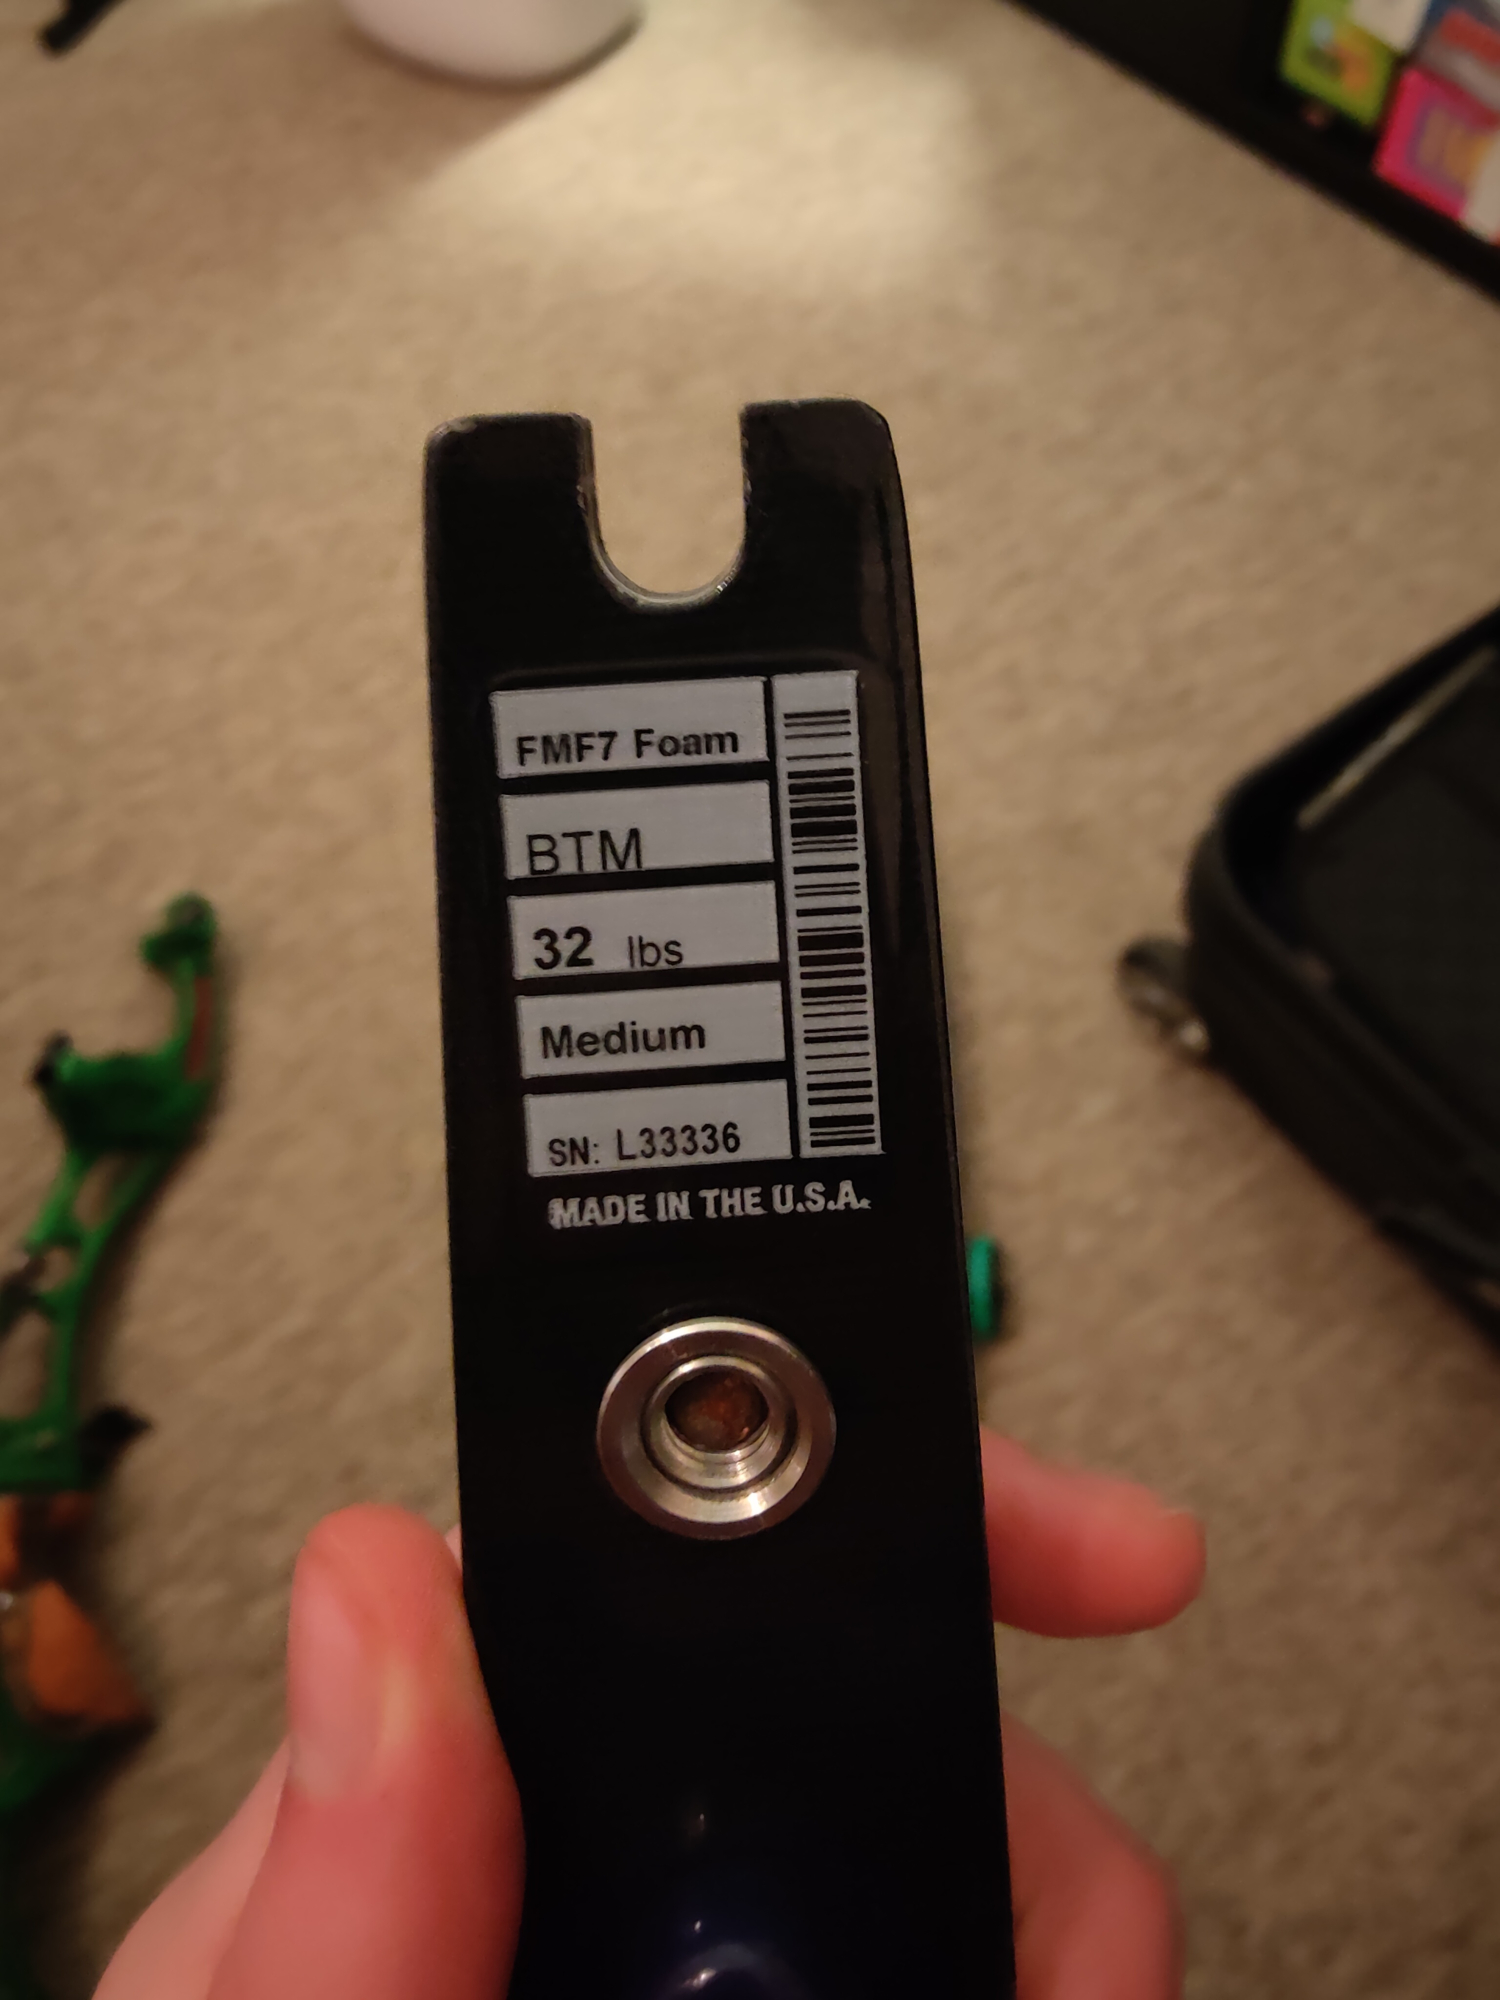 FMF7 Foam
BTM
32 lbs
Medium
SN: L33336
MADE IN THE U.S.A.